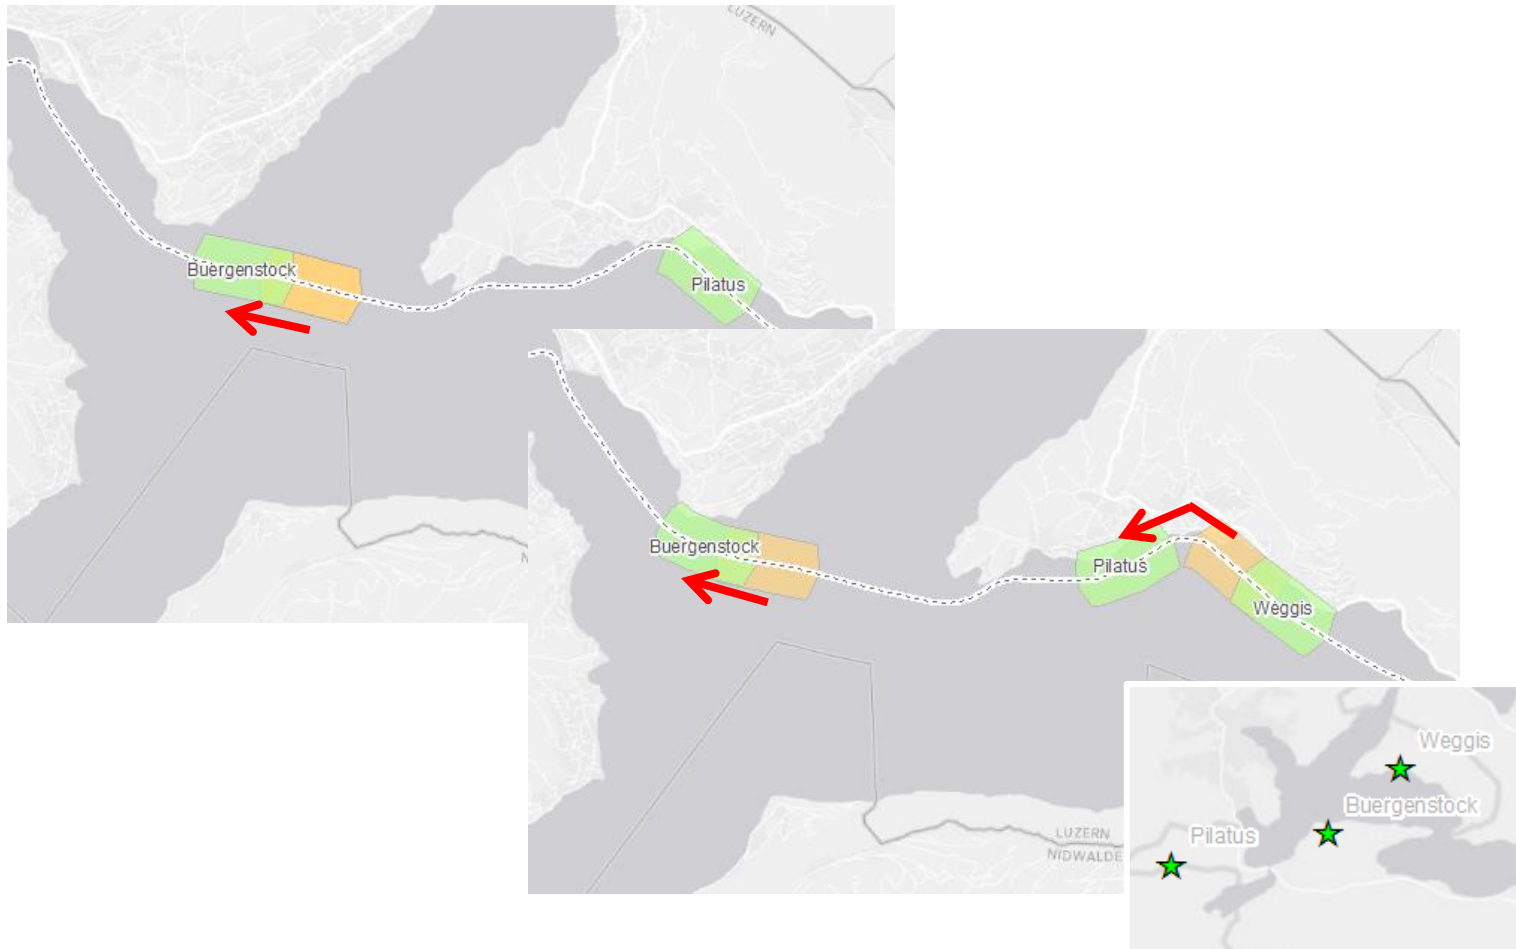 LUZERN
Buergenstock
Pilatus
Buergenstock
Pilatus
Weggis
LUZERN
NIDWALDE
Weggis
Buergenstock
Pilatus